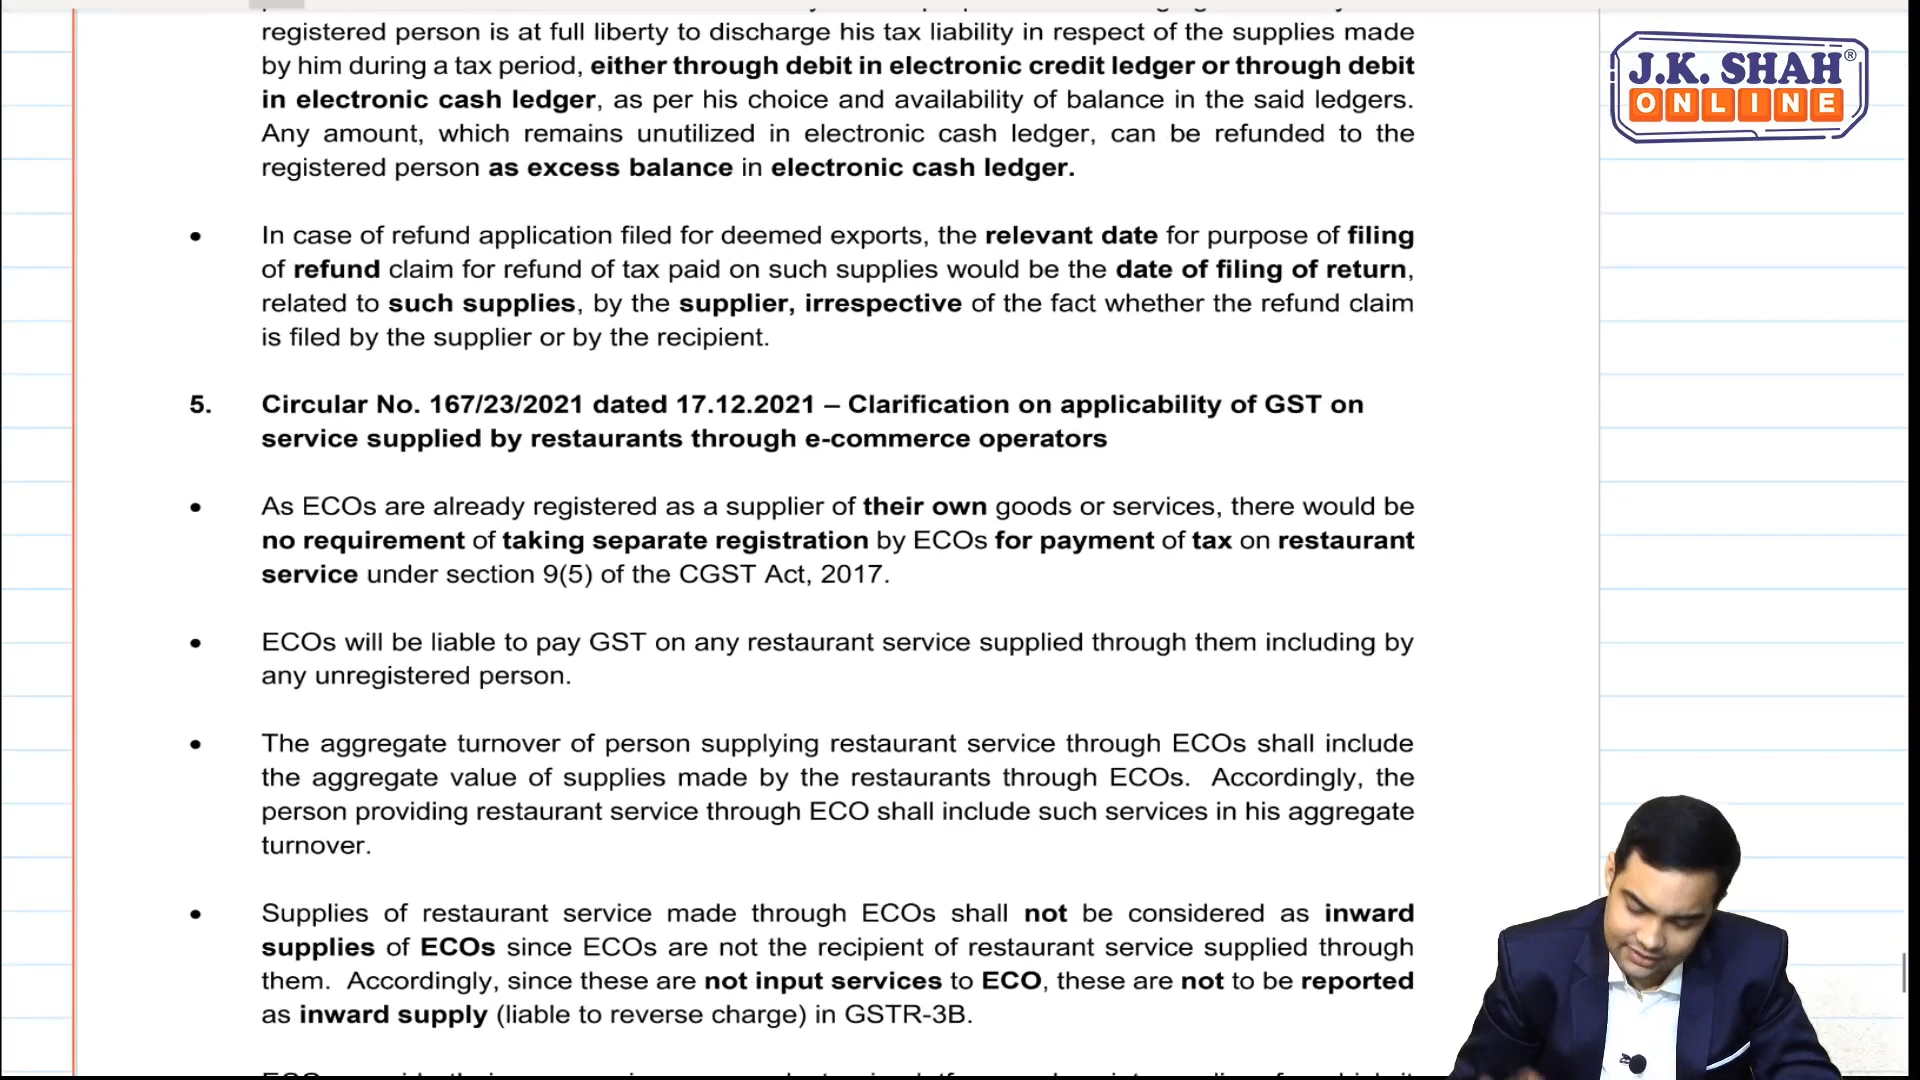 registered person is at full liberty to discharge his tax liability in respect of the supplies made
by him during a tax period, either through debit in electronic credit ledger or through debit
in electronic cash ledger, as per his choice and availability of balance in the said ledgers.
Any amount, which remains unutilized in electronic cash ledger, can be refunded to the
registered person as excess balance in electronic cash ledger.
• In case of refund application filed for deemed exports, the relevant date for purpose of filing
of refund claim for refund of tax paid on such supplies would be the date of filing of return,
related to such supplies, by the supplier, irrespective of the fact whether the refund claim
is filed by the supplier or by the recipient.
5. Circular No. 167/23/2021 dated 17.12.2021 – Clarification on applicability of GST on
service supplied by restaurants through e-commerce operators
• As ECOs are already registered as a supplier of their own goods or services, there would be
no requirement of taking separate registration by ECOs for payment of tax on restaurant
service under section 9(5) of the CGST Act, 2017.
• ECOs will be liable to pay GST on any restaurant service supplied through them including by
any unregistered person.
• The aggregate turnover of person supplying restaurant service through ECOs shall include
the aggregate value of supplies made by the restaurants through ECOs. Accordingly, the
person providing restaurant service through ECO shall include such services in his aggregate
turnover.
• Supplies of restaurant service made through ECOs shall not be considered as inward
supplies of ECOs since ECOs are not the recipient of restaurant service supplied through
them. Accordingly, since these are not input services to ECO, these are not to be reported
as inward supply (liable to reverse charge) in GSTR-3B.
J.K. SHAH®
ONLINE